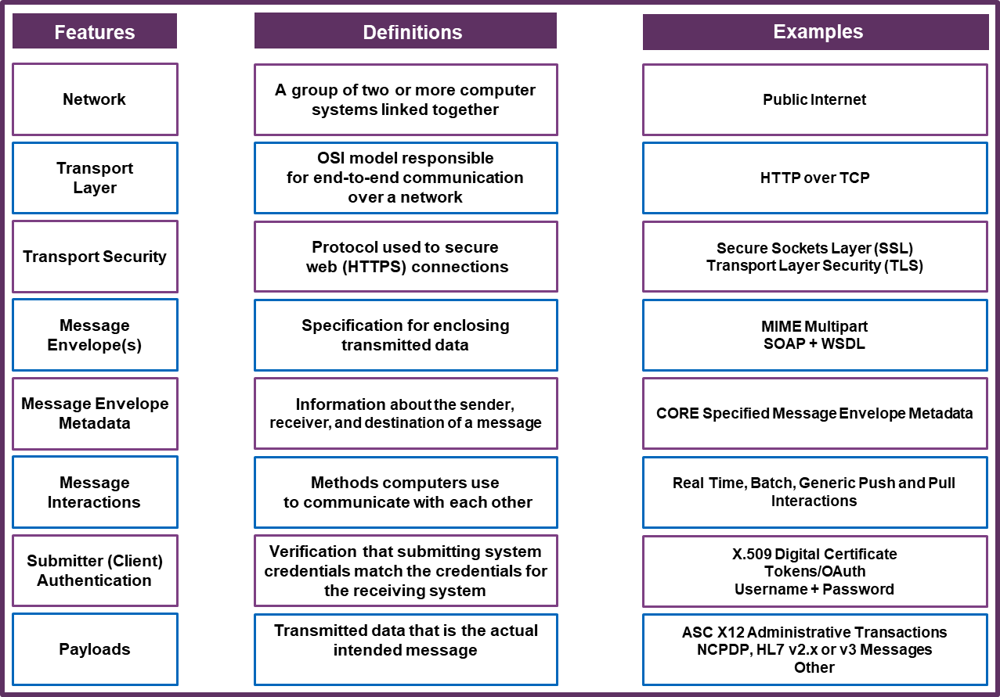 Features
Definitions
Examples
Network
A group of two or more computer
systems linked together
Public Internet
Transport
Layer
OSI model responsible
for end-to-end communication
over a network
HTTP over TCP
Transport Security
Protocol used to secure
web (HTTPS) connections
Secure Sockets Layer (SSL)
Transport Layer Security (TLS)
Message
Envelope(s)
Specification for enclosing
transmitted data
MIME Multipart
SOAP + WSDL
Message Envelope
Metadata
Information about the sender,
receiver, and destination of a message
CORE Specified Message Envelope Metadata
Message
Interactions
Methods computers use
to communicate with each other
Real Time, Batch, Generic Push and Pull
Interactions
Submitter (Client)
Authentication
Verification that submitting system
credentials match the credentials for
the receiving system
X.509 Digital Certificate
Tokens/OAuth
Username + Password
Payloads
Transmitted data that is the actual
intended message
ASC X12 Administrative Transactions
NCPDP, HL7 v2.x or v3 Messages
Other